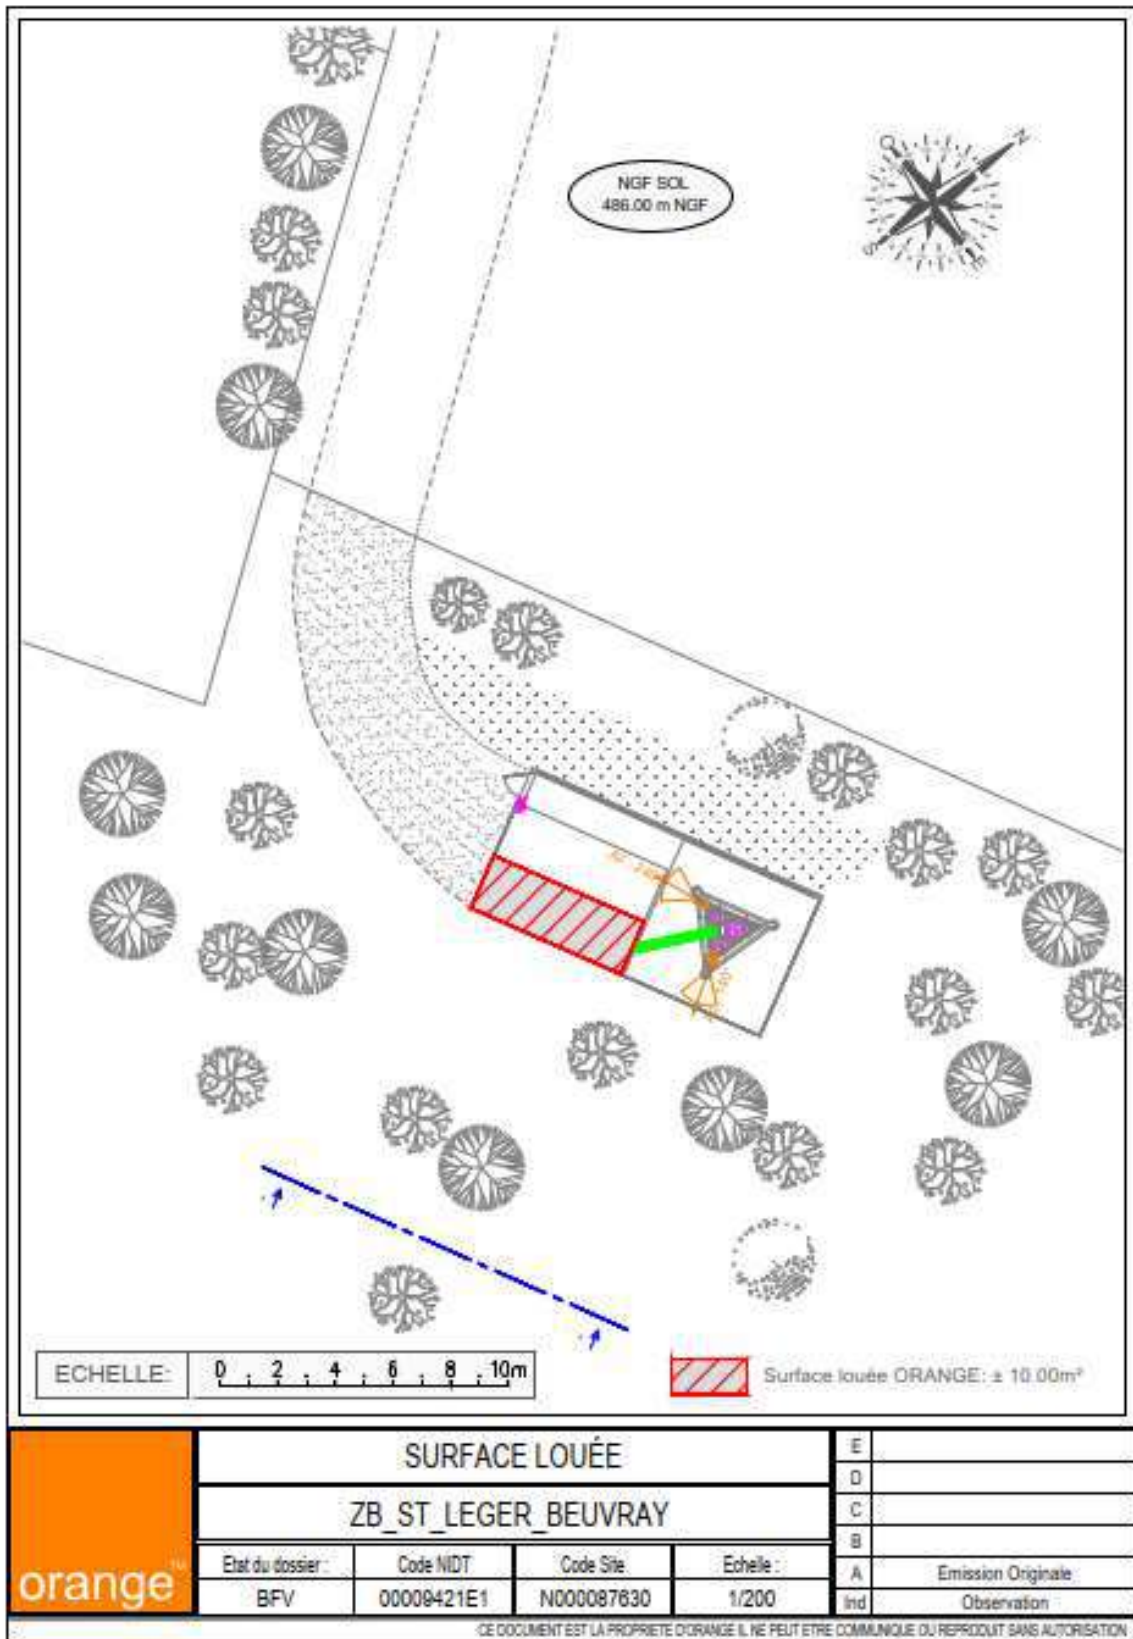 NGF SOL
486.00 m NGF
N
O
S
E
ECHELLE: 0 2 4 6 8 10m
Surface louée ORANGE: ± 10.00m²
orange™
SURFACE LOUÉE
ZB_ST_LEGER_BEUVRAY
Etat du dossier : Code NIDT Code Site Echelle :
BFV 00009421E1 N000087630 1/200
E
D
C
B
A Emission Originale
Ind Observation
CE DOCUMENT EST LA PROPRIETE D'ORANGE IL NE PEUT ETRE COMMUNIQUE OU REPRODUIT SANS AUTORISATION